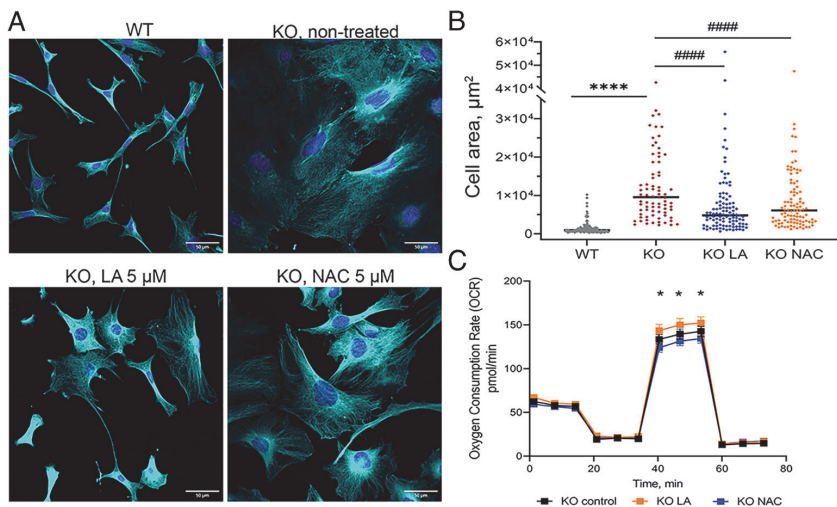 A
WT
KO, non-treated
50 µm
50 µm
KO, LA 5 µM
KO, NAC 5 µM
50 µm
50 µm
B
####
####
****
Cell area, µm²
6×10⁴
5×10⁴
4×10⁴
3×10⁴
2×10⁴
1×10⁴
0
WT
KO
KO LA
KO NAC
C
Oxygen Consumption Rate (OCR)
pmol/min
200
150
100
50
0
* * *
0 20 40 60 80
Time, min
KO control KO LA KO NAC